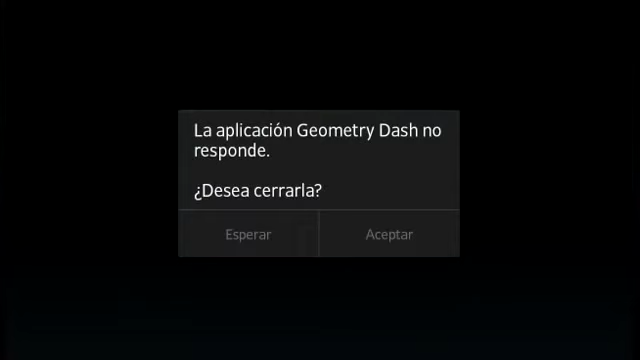 La aplicación Geometry Dash no
responde.
¿Desea cerrarla?
Esperar
Aceptar